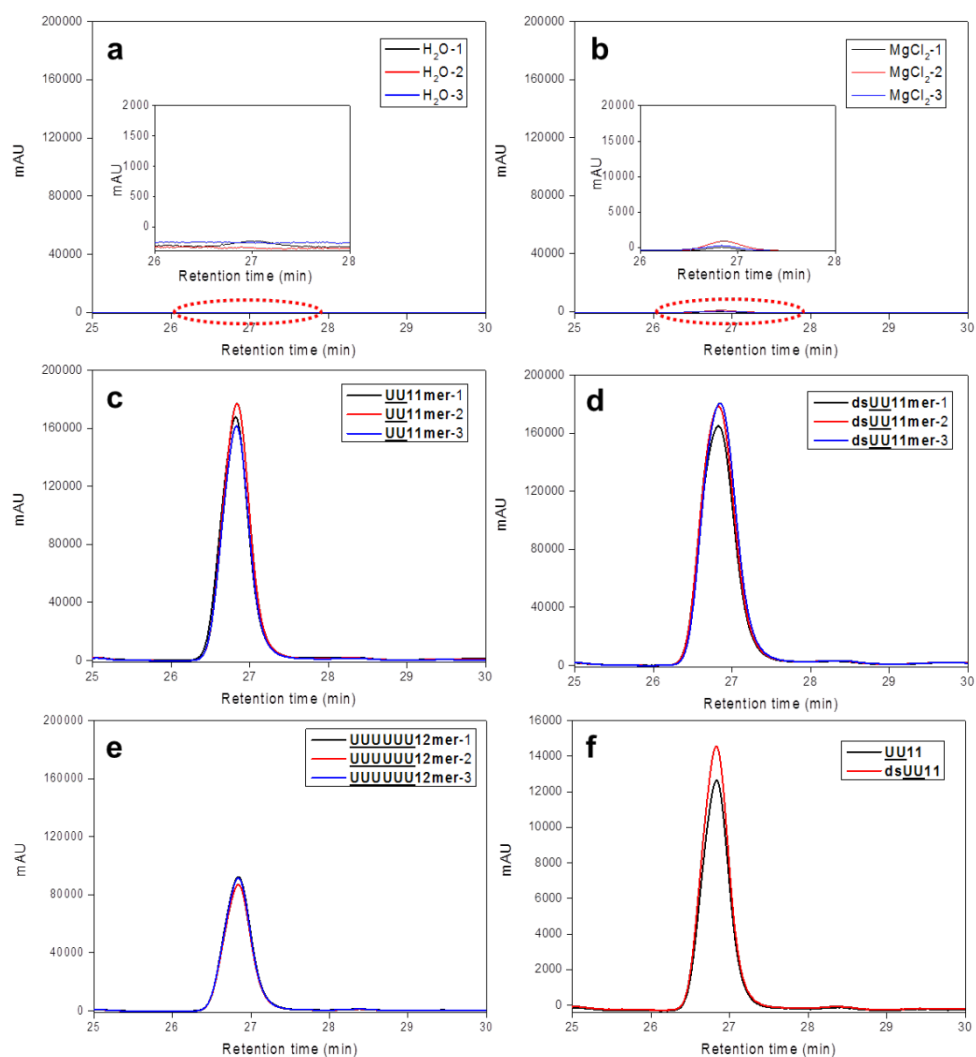 a
H₂O-1
H₂O-2
H₂O-3
200000
160000
120000
80000
40000
0
mAU
2000
1500
1000
500
0
mAU
26 27 28
Retention time (min)
25 26 27 28 29 30
Retention time (min)
b
MgCl₂-1
MgCl₂-2
MgCl₂-3
200000
160000
120000
80000
40000
0
mAU
20000
15000
10000
5000
0
mAU
26 27 28
Retention time (min)
25 26 27 28 29 30
Retention time (min)
c
UU11mer-1
UU11mer-2
UU11mer-3
200000
160000
120000
80000
40000
0
mAU
25 26 27 28 29 30
Retention time (min)
d
dsUU11mer-1
dsUU11mer-2
dsUU11mer-3
200000
160000
120000
80000
40000
0
mAU
25 26 27 28 29 30
Retention time (min)
e
UUUUUU12mer-1
UUUUUU12mer-2
UUUUUU12mer-3
200000
160000
120000
80000
40000
0
mAU
25 26 27 28 29 30
Retention time (min)
f
UU11
dsUU11
16000
14000
12000
10000
8000
6000
4000
2000
0
mAU
25 26 27 28 29 30
Retention time (min)